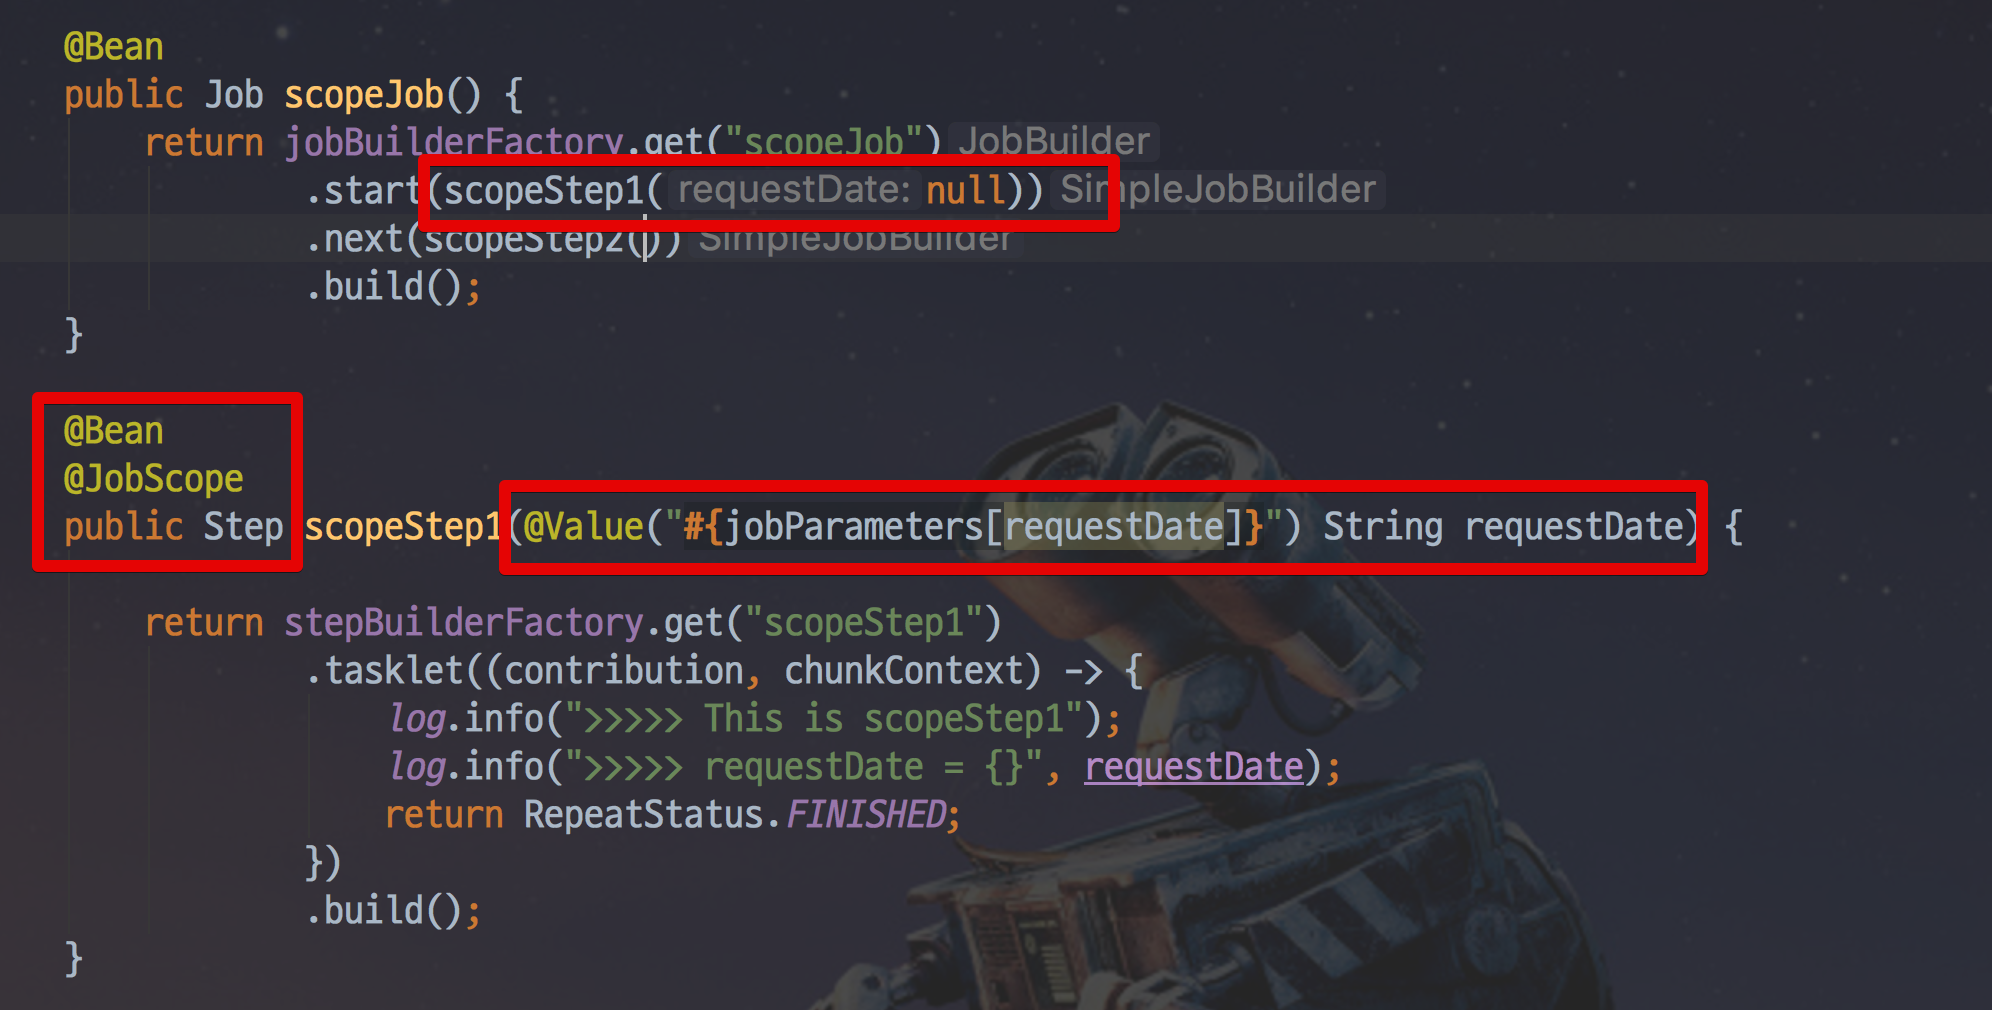 @Bean
public Job scopeJob() {
return jobBuilderFactory.get("scopeJob") JobBuilder
.start(scopeStep1( requestDate: null)) SimpleJobBuilder
.next(scopeStep2()) SimpleJobBuilder
.build();
}
@Bean
@JobScope
public Step scopeStep1(@Value("#{jobParameters[requestDate]}") String requestDate) {
return stepBuilderFactory.get("scopeStep1")
.tasklet((contribution, chunkContext) -> {
log.info(">>>>> This is scopeStep1");
log.info(">>>>> requestDate = {}", requestDate);
return RepeatStatus.FINISHED;
})
.build();
}